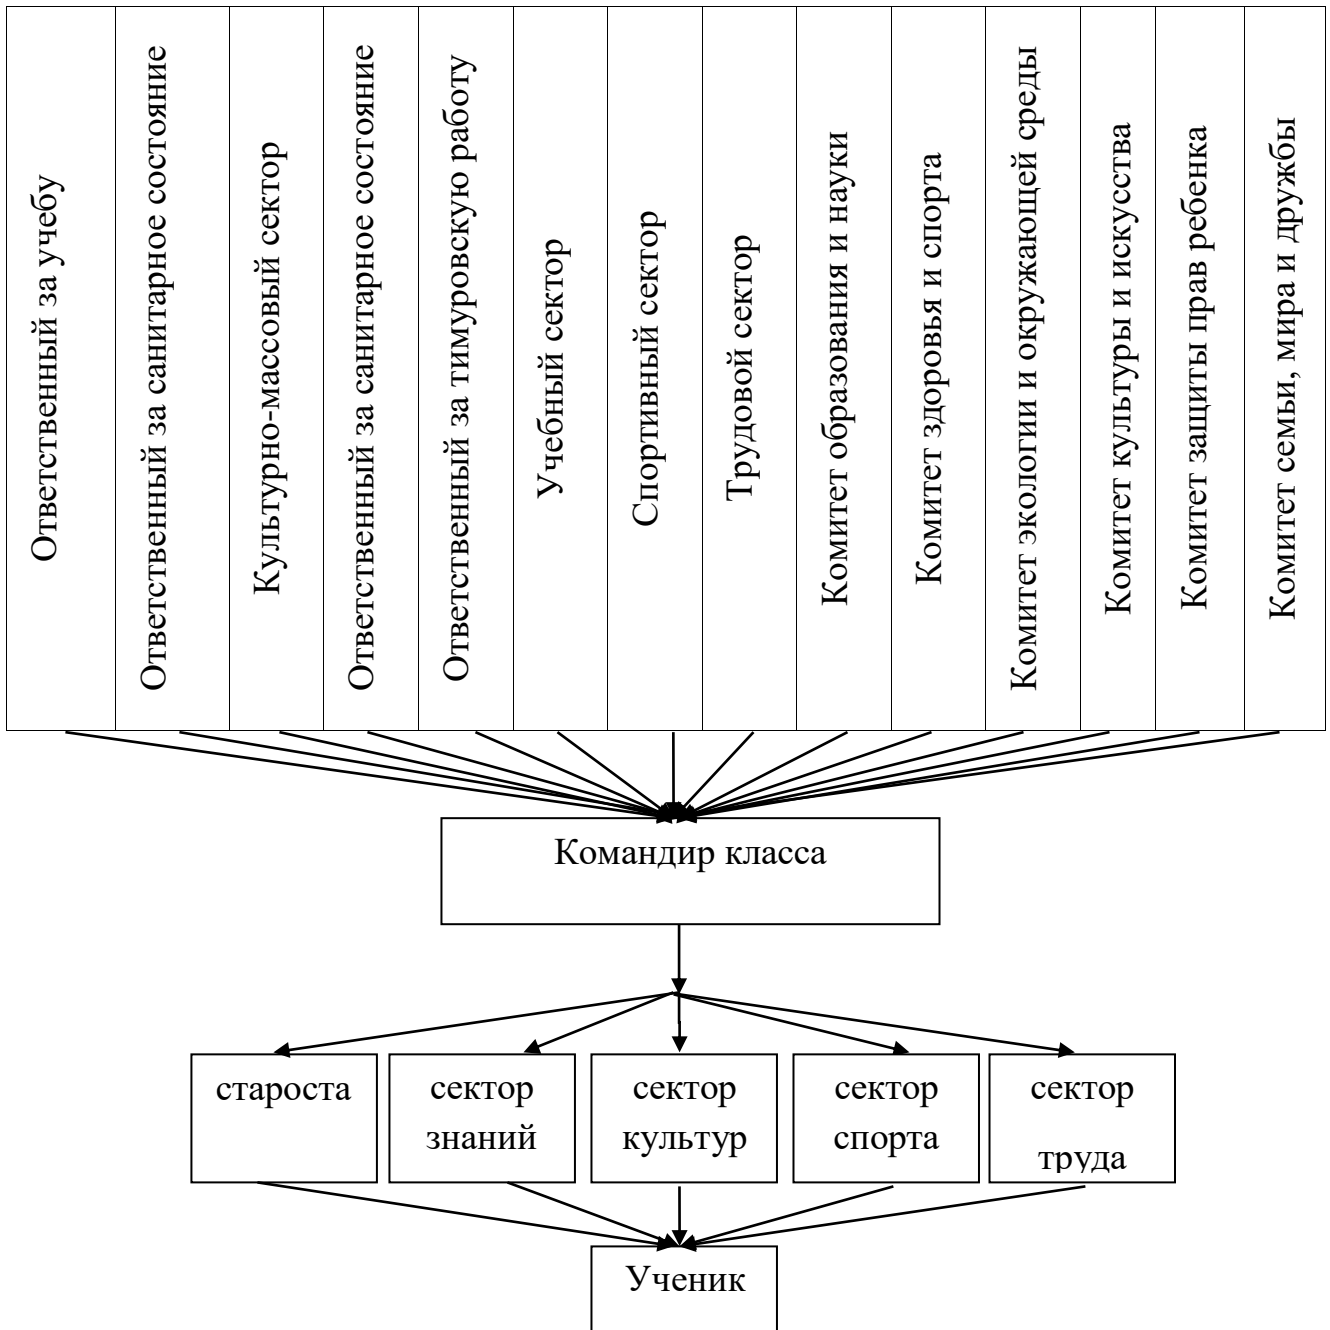 Ответственный за учебу
Ответственный за санитарное состояние
Культурно-массовый сектор
Ответственный за санитарное состояние
Ответственный за тимуровскую работу
Учебный сектор
Спортивный сектор
Трудовой сектор
Комитет образования и науки
Комитет здоровья и спорта
Комитет экологии и окружающей среды
Комитет культуры и искусства
Комитет защиты прав ребенка
Комитет семьи, мира и дружбы
Командир класса
староста
сектор
знаний
сектор
культур
сектор
спорта
сектор
труда
Ученик